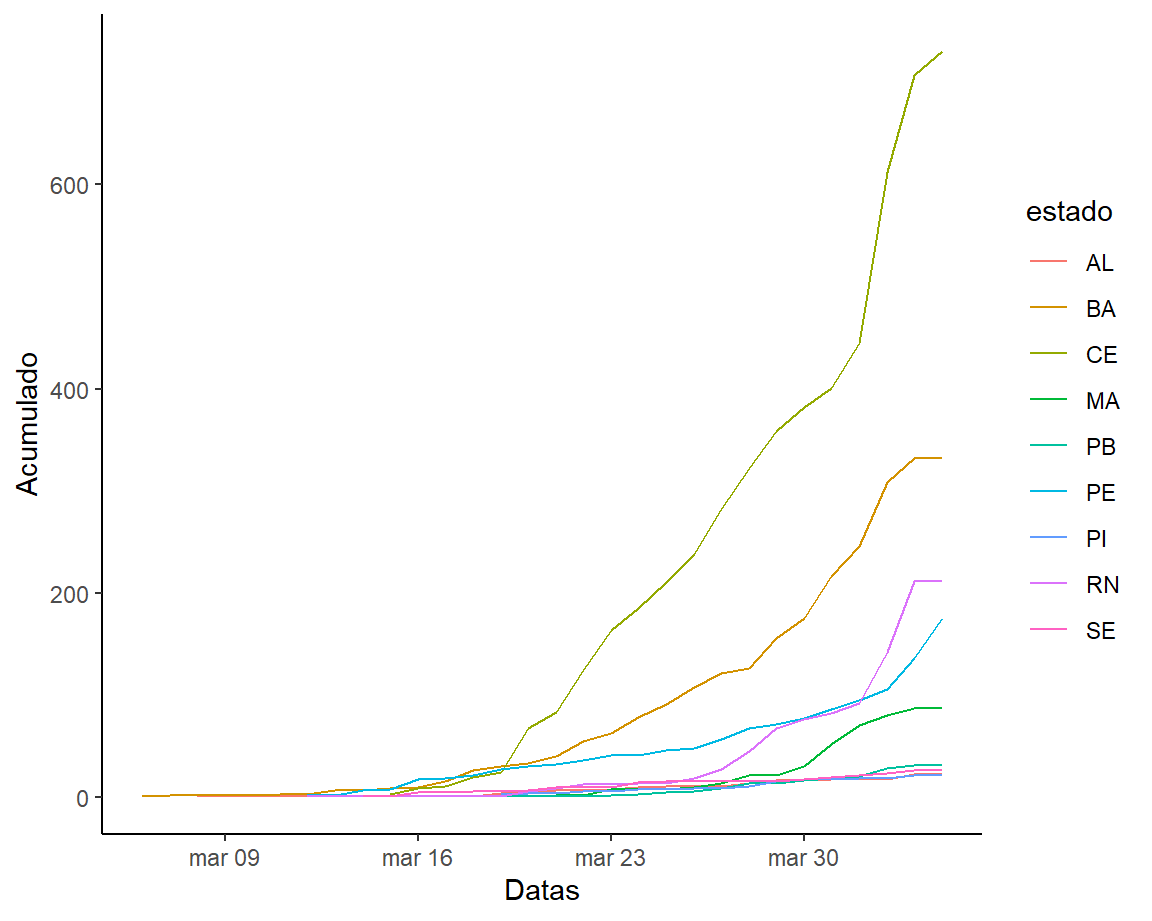 Acumulado
600
400
200
0
mar 09
mar 16
mar 23
mar 30
Datas
estado
AL
BA
CE
MA
PB
PE
PI
RN
SE